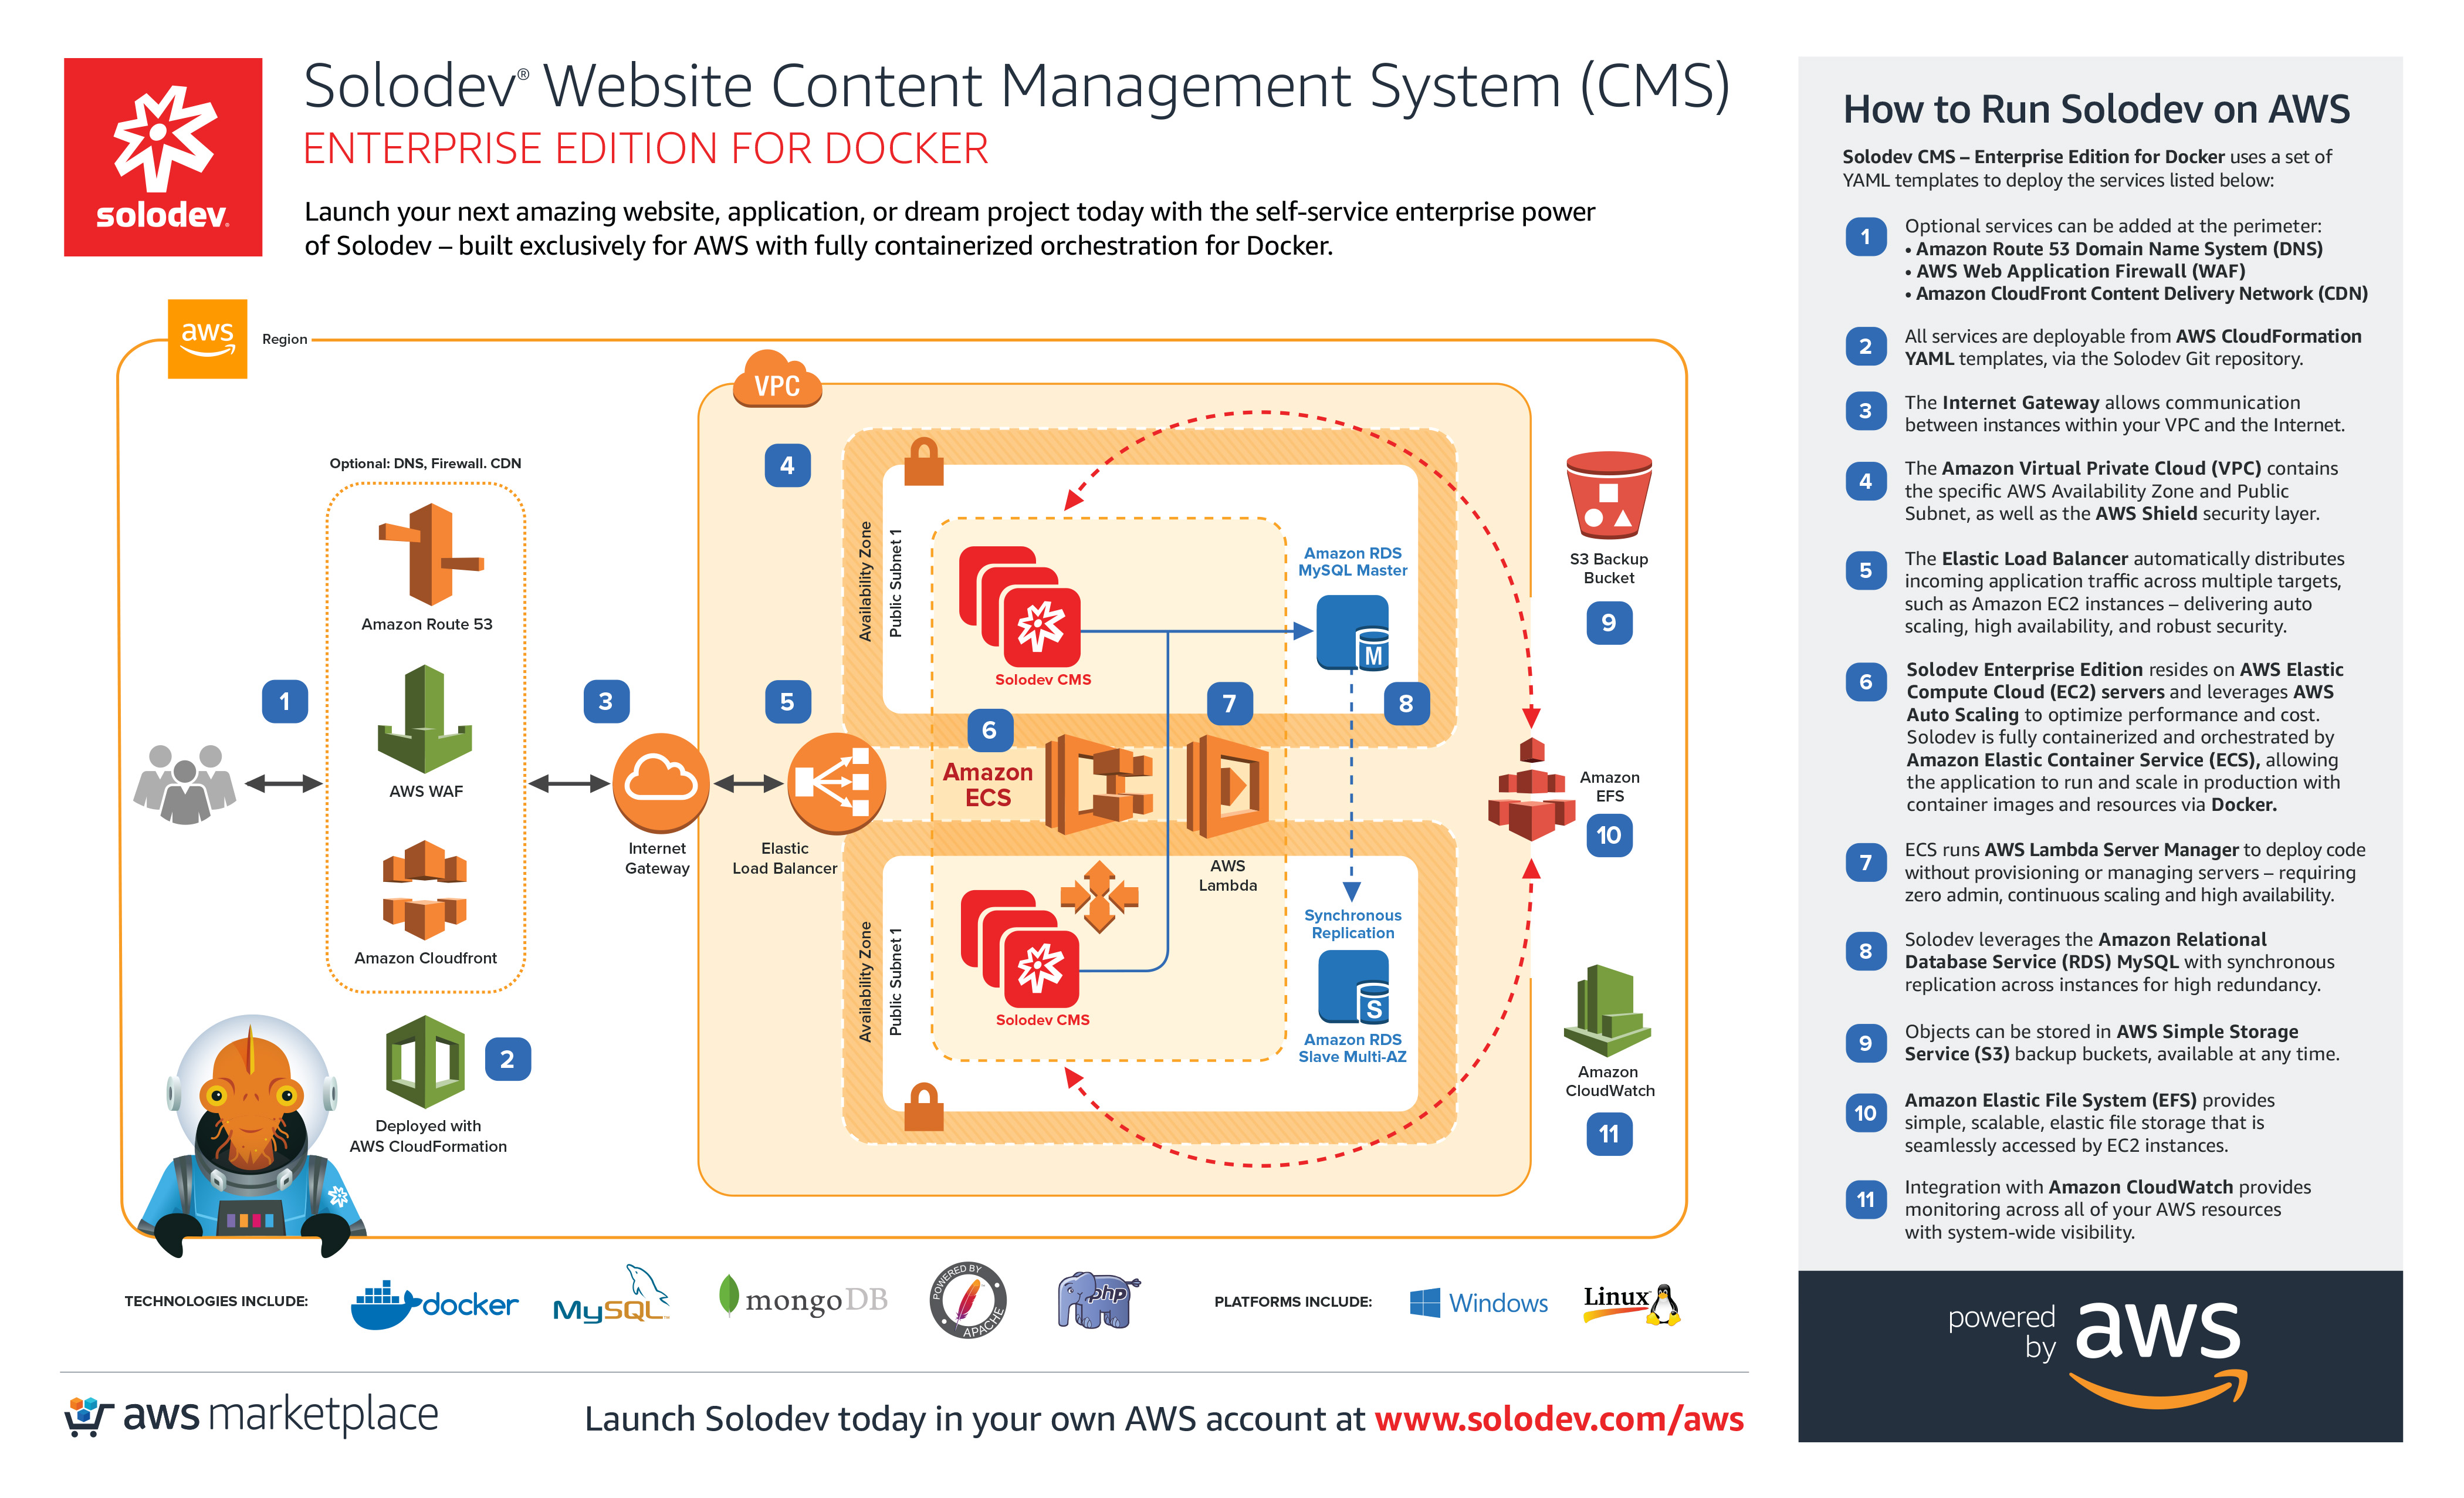 solodev
Solodev® Website Content Management System (CMS)
ENTERPRISE EDITION FOR DOCKER
Launch your next amazing website, application, or dream project today with the self-service enterprise power
of Solodev – built exclusively for AWS with fully containerized orchestration for Docker.
aws
Region
VPC
Optional: DNS, Firewall. CDN
Amazon Route 53
AWS WAF
Amazon Cloudfront
1
2
Deployed with
AWS CloudFormation
3
Internet
Gateway
4
5
Elastic
Load Balancer
Availability Zone
Public Subnet 1
Solodev CMS
Amazon RDS
MySQL Master
M
6
7
8
Amazon
ECS
AWS
Lambda
Availability Zone
Public Subnet 1
Solodev CMS
Synchronous
Replication
S
Amazon RDS
Slave Multi-AZ
S3 Backup
Bucket
9
Amazon
EFS
10
Amazon
CloudWatch
11
TECHNOLOGIES INCLUDE:
docker
MySQL™
mongoDB
POWERED BY
APACHE
php
PLATFORMS INCLUDE:
Windows
Linux
aws marketplace
Launch Solodev today in your own AWS account at www.solodev.com/aws
How to Run Solodev on AWS
Solodev CMS – Enterprise Edition for Docker uses a set of
YAML templates to deploy the services listed below:
1
Optional services can be added at the perimeter:
• Amazon Route 53 Domain Name System (DNS)
• AWS Web Application Firewall (WAF)
• Amazon CloudFront Content Delivery Network (CDN)
2
All services are deployable from AWS CloudFormation
YAML templates, via the Solodev Git repository.
3
The Internet Gateway allows communication
between instances within your VPC and the Internet.
4
The Amazon Virtual Private Cloud (VPC) contains
the specific AWS Availability Zone and Public
Subnet, as well as the AWS Shield security layer.
5
The Elastic Load Balancer automatically distributes
incoming application traffic across multiple targets,
such as Amazon EC2 instances – delivering auto
scaling, high availability, and robust security.
6
Solodev Enterprise Edition resides on AWS Elastic
Compute Cloud (EC2) servers and leverages AWS
Auto Scaling to optimize performance and cost.
Solodev is fully containerized and orchestrated by
Amazon Elastic Container Service (ECS), allowing
the application to run and scale in production with
container images and resources via Docker.
7
ECS runs AWS Lambda Server Manager to deploy code
without provisioning or managing servers – requiring
zero admin, continuous scaling and high availability.
8
Solodev leverages the Amazon Relational
Database Service (RDS) MySQL with synchronous
replication across instances for high redundancy.
9
Objects can be stored in AWS Simple Storage
Service (S3) backup buckets, available at any time.
10
Amazon Elastic File System (EFS) provides
simple, scalable, elastic file storage that is
seamlessly accessed by EC2 instances.
11
Integration with Amazon CloudWatch provides
monitoring across all of your AWS resources
with system-wide visibility.
powered
by
aws